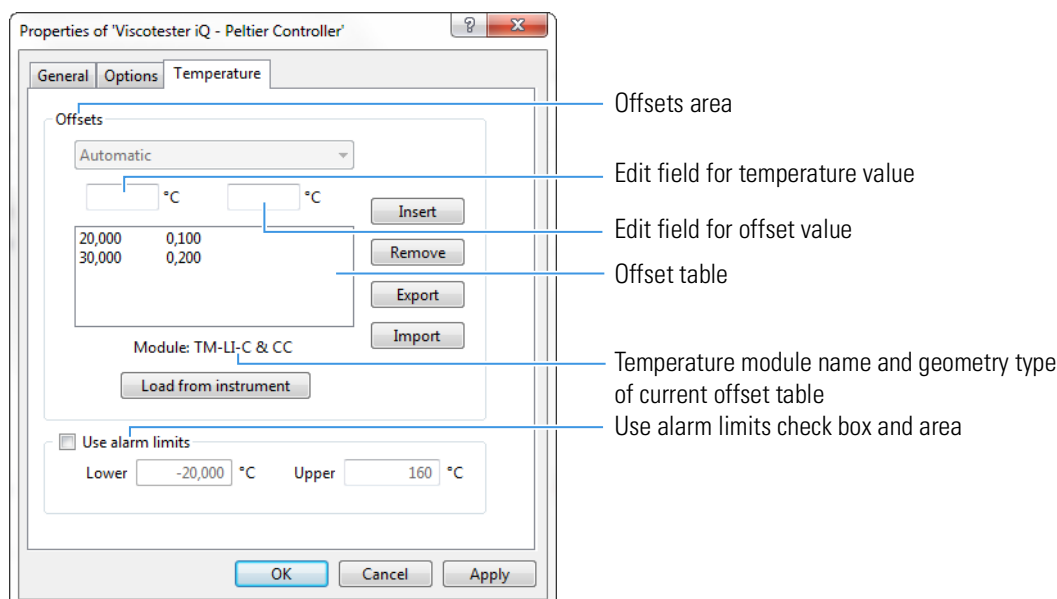 Properties of 'Viscotester iQ - Peltier Controller'
General Options Temperature
Offsets area
Offsets
Automatic
Edit field for temperature value
°C °C
Insert
Edit field for offset value
20,000 0,100
30,000 0,200
Remove
Offset table
Export
Import
Module: TM-LI-C & CC
Temperature module name and geometry type
of current offset table
Load from instrument
Use alarm limits check box and area
Use alarm limits
Lower -20,000 °C Upper 160 °C
OK Cancel Apply